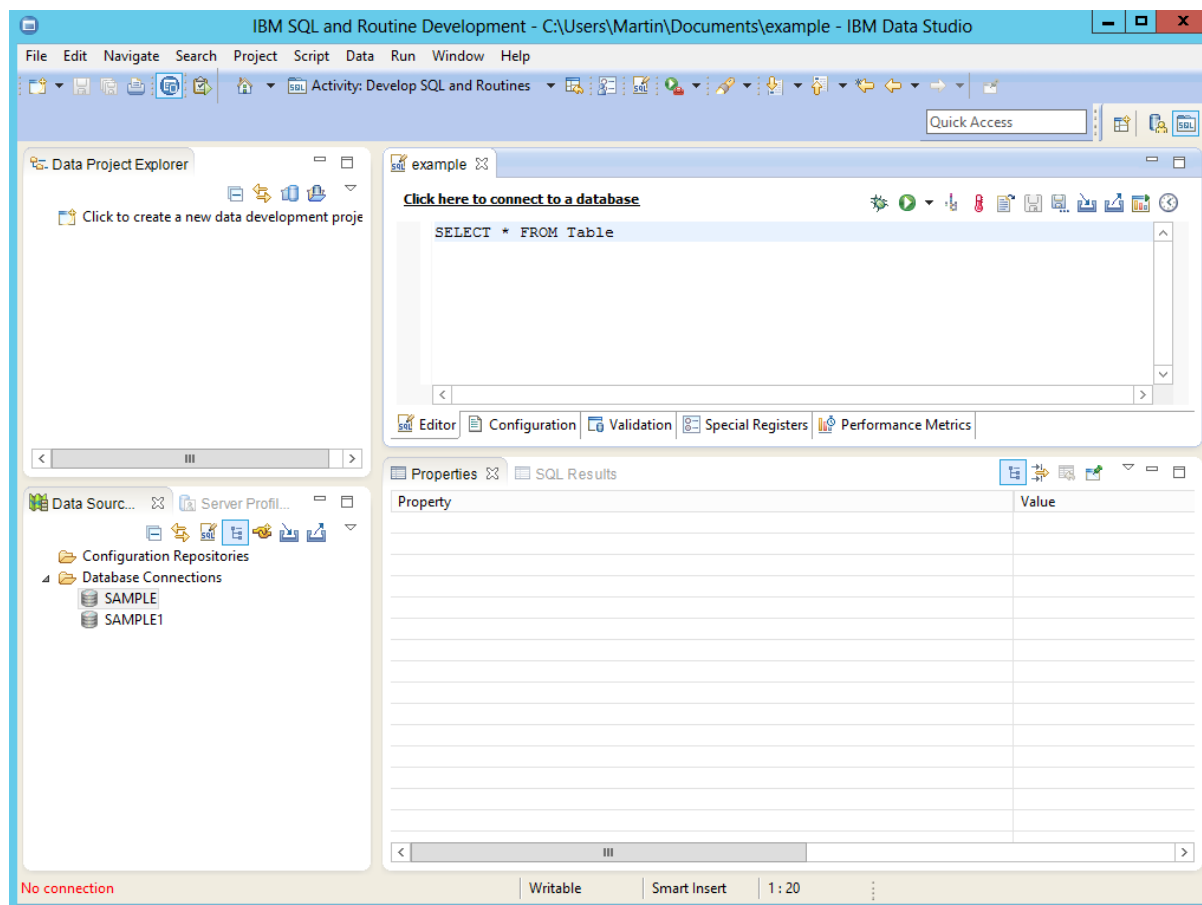 IBM SQL and Routine Development - C:\Users\Martin\Documents\example - IBM Data Studio
File Edit Navigate Search Project Script Data Run Window Help
SQL Activity: Develop SQL and Routines
Quick Access
SQL
Data Project Explorer
Click to create a new data development proje
example
Click here to connect to a database
SELECT * FROM Table
Editor Configuration Validation Special Registers Performance Metrics
Data Sourc... Server Profil...
Configuration Repositories
Database Connections
SAMPLE
SAMPLE1
Properties SQL Results
Property Value
No connection Writable Smart Insert 1 : 20